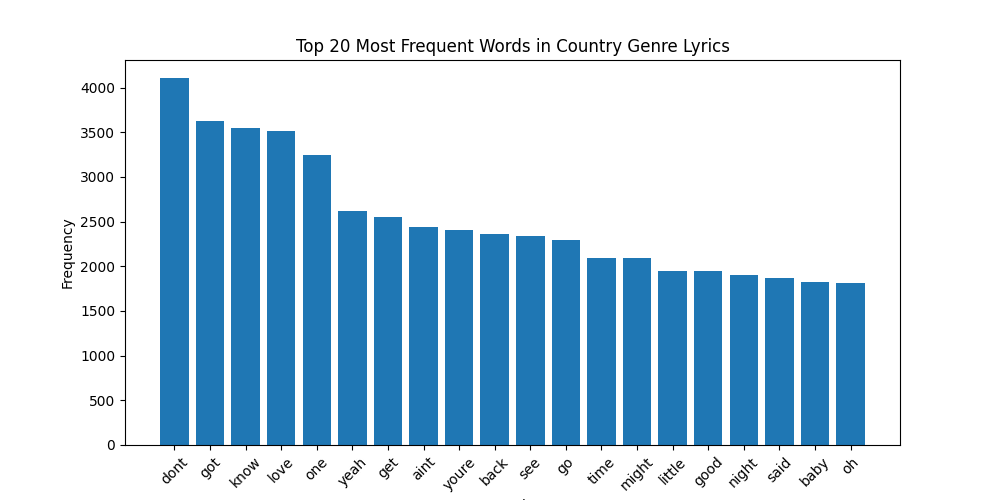 Top 20 Most Frequent Words in Country Genre Lyrics
Frequency
4000
3500
3000
2500
2000
1500
1000
500
0
dont
got
know
love
one
yeah
get
aint
youre
back
see
go
time
might
little
good
night
said
baby
oh